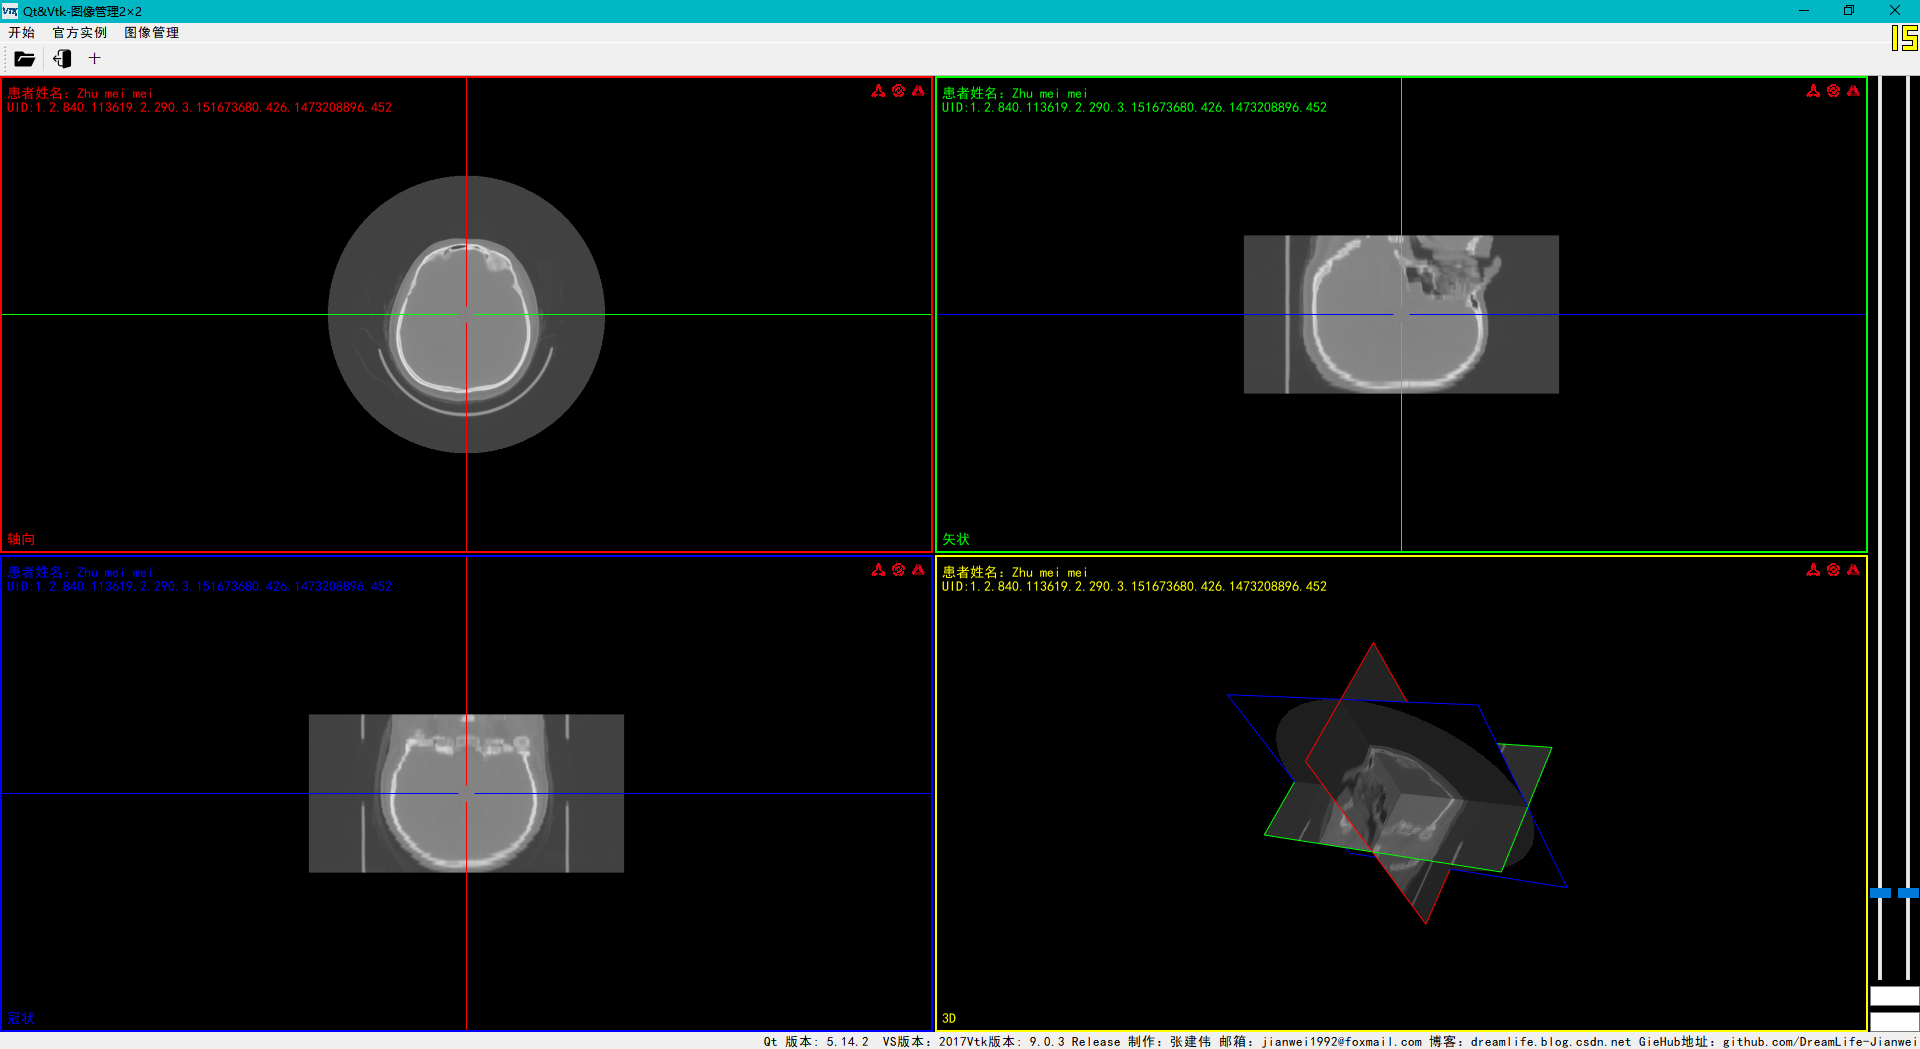 VTK Qt&Vtk-图像管理2×2
开始 官方实例 图像管理
15
患者姓名: Zhu mei mei
UID:1.2.840.113619.2.290.3.151673680.426.1473208896.452
轴向
患者姓名: Zhu mei mei
UID:1.2.840.113619.2.290.3.151673680.426.1473208896.452
矢状
患者姓名: Zhu mei mei
UID:1.2.840.113619.2.290.3.151673680.426.1473208896.452
冠状
患者姓名: Zhu mei mei
UID:1.2.840.113619.2.290.3.151673680.426.1473208896.452
3D
Qt 版本: 5.14.2 VS版本: 2017Vtk版本: 9.0.3 Release 制作: 张建伟 邮箱: jianwei1992@foxmail.com 博客: dreamlife.blog.csdn.net GieHub地址: github.com/DreamLife-Jianwei